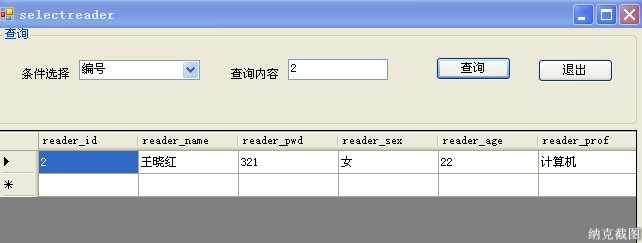 selectreader
查询
条件选择 编号 查询内容 2 查询 退出
reader_id reader_name reader_pwd reader_sex reader_age reader_prof
2 王晓红 321 女 22 计算机
纳克截图